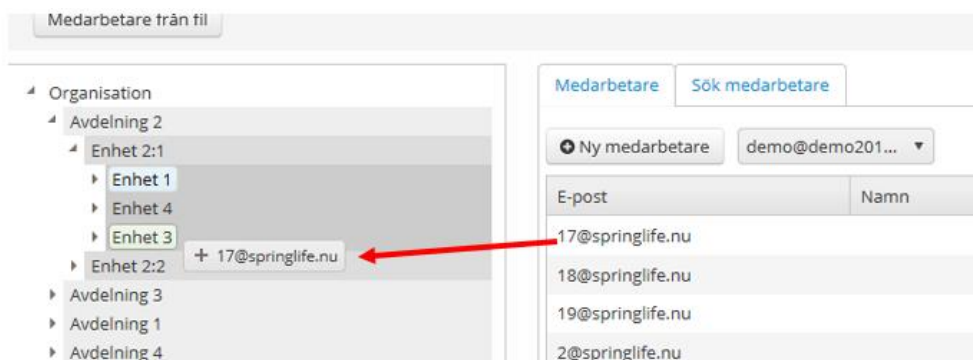 Medarbetare från fil
Organisation
Avdelning 2
Enhet 2:1
Enhet 1
Enhet 4
Enhet 3
+ 17@springlife.nu
Enhet 2:2
Avdelning 3
Avdelning 1
Avdelning 4
Medarbetare Sök medarbetare
Ny medarbetare demo@demo201...
E-post Namn
17@springlife.nu
18@springlife.nu
19@springlife.nu
2@springlife.nu